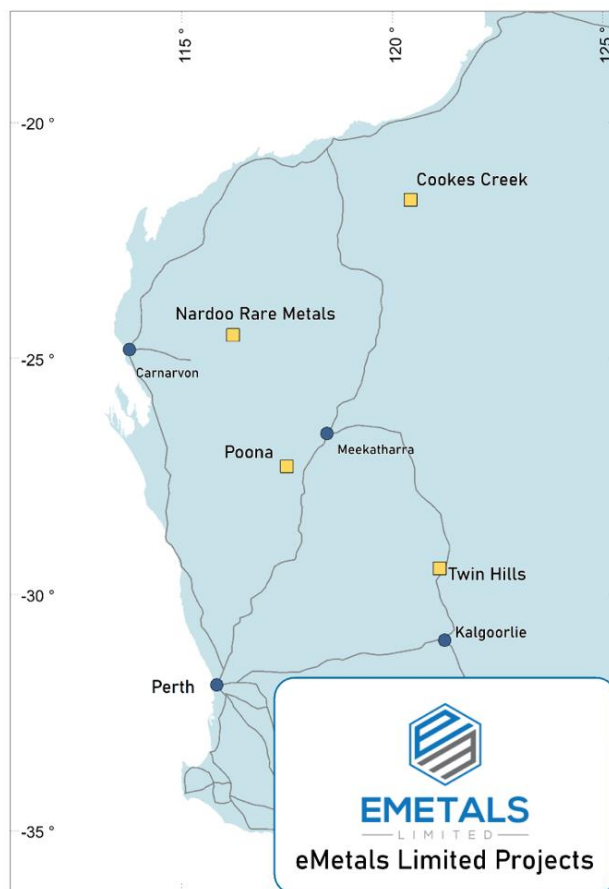 115 °
120 °
125 °
-20 °
Cookes Creek
Nardoo Rare Metals
-25 °
Carnarvon
Meekatharra
Poona
Twin Hills
-30 °
Kalgoorlie
Perth
EMETALS
LIMITED
-35 °
eMetals Limited Projects